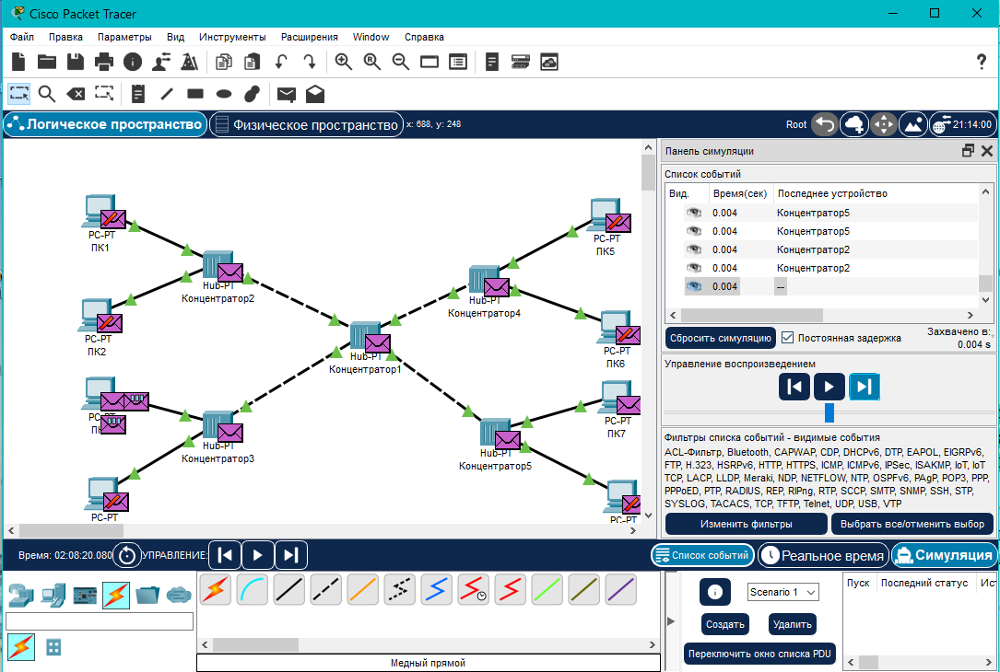 Cisco Packet Tracer
Файл Правка Параметры Вид Инструменты Расширения Window Справка
?
Логическое пространство Физическое пространство x: 688, y: 248 Root 21:14:00
Панель симуляции
Список событий
Вид. Время(сек) Последнее устройство
0.004 Концентратор5
0.004 Концентратор5
0.004 Концентратор2
0.004 Концентратор2
0.004 --
Сбросить симуляцию Постоянная задержка Захвачено в:
0.004 s
Управление воспроизведением
Фильтры списка событий - видимые события
ACL-Фильтр, Bluetooth, CAPWAP, CDP, DHCPv6, DTP, EAPOL, EIGRPv6,
FTP, H.323, HSRPv6, HTTP, HTTPS, ICMP, ICMPv6, IPSec, ISAKMP, IoT, IoT
TCP, LACP, LLDP, Meraki, NDP, NETFLOW, NTP, OSPFv6, PAgP, POP3, PPP,
PPPoED, PTP, RADIUS, REP, RIPng, RTP, SCCP, SMTP, SNMP, SSH, STP,
SYSLOG, TACACS, TCP, TFTP, Telnet, UDP, USB, VTP
Изменить фильтры Выбрать все/отменить выбор
PC-PT
ПК1
Hub-PT
Концентратор2
PC-PT
ПК2
PC-PT
ПК5
Hub-PT
Концентратор4
PC-PT
ПК6
Hub-PT
Концентратор1
Hub-PT
Концентратор3
PC-PT
PC-PT
ПК7
Hub-PT
Концентратор5
PC-PT
Время: 02:08:20.080 УПРАВЛЕНИЕ: Список событий Реальное время Симуляция
Медный прямой
Scenario 1
Создать Удалить
Переключить окно списка PDU
Пуск Последний статус Ис